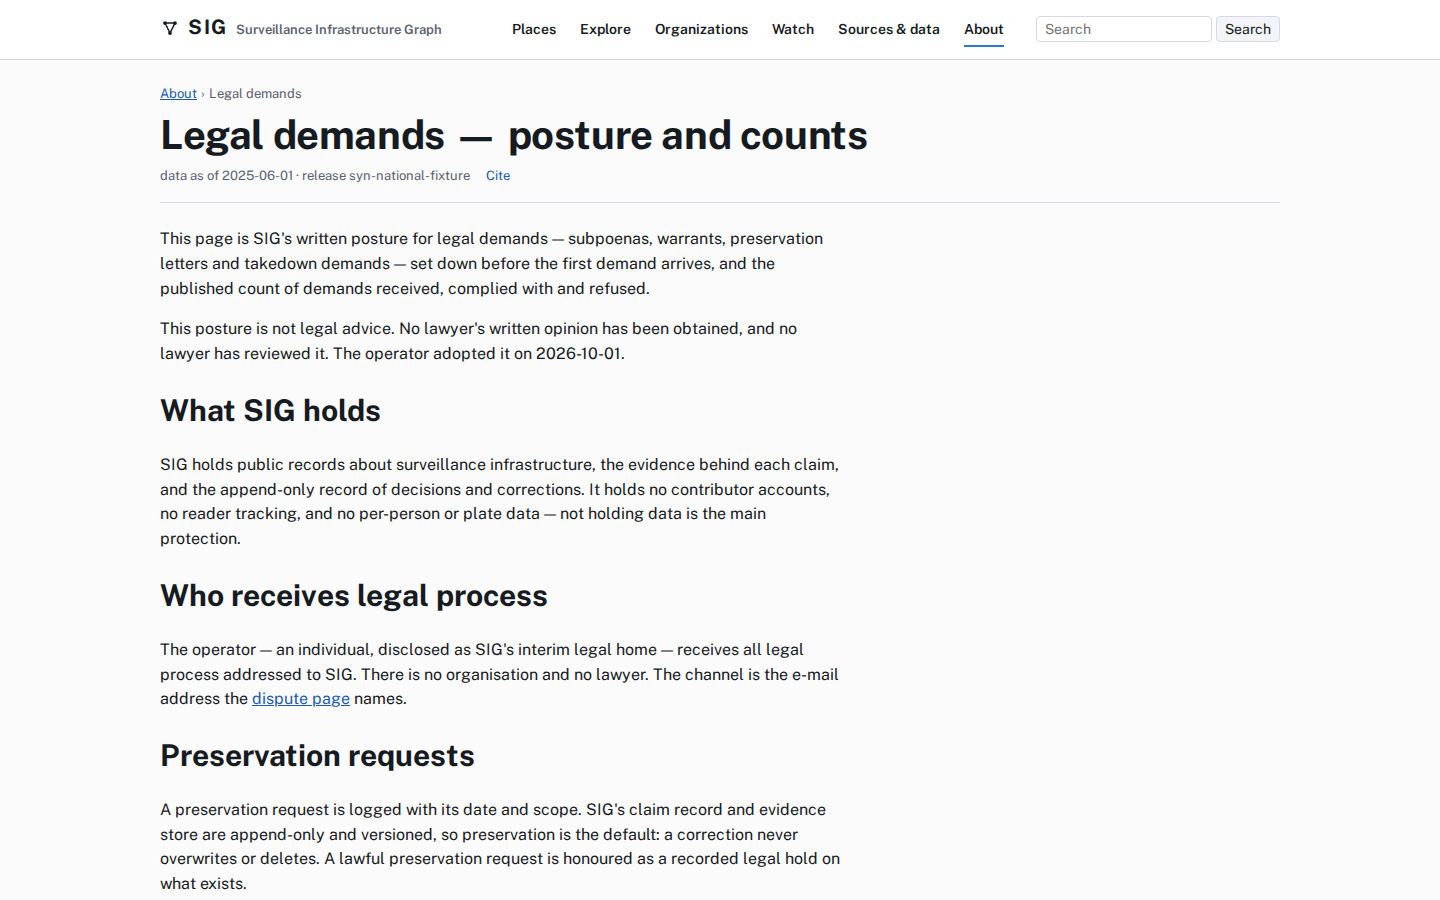 SIG Surveillance Infrastructure Graph
Places Explore Organizations Watch Sources & data About Search Search
About › Legal demands
Legal demands — posture and counts
data as of 2025-06-01 · release syn-national-fixture Cite
This page is SIG's written posture for legal demands — subpoenas, warrants, preservation
letters and takedown demands — set down before the first demand arrives, and the
published count of demands received, complied with and refused.
This posture is not legal advice. No lawyer's written opinion has been obtained, and no
lawyer has reviewed it. The operator adopted it on 2026-10-01.
What SIG holds
SIG holds public records about surveillance infrastructure, the evidence behind each claim,
and the append-only record of decisions and corrections. It holds no contributor accounts,
no reader tracking, and no per-person or plate data — not holding data is the main
protection.
Who receives legal process
The operator — an individual, disclosed as SIG's interim legal home — receives all legal
process addressed to SIG. There is no organisation and no lawyer. The channel is the e-mail
address the dispute page names.
Preservation requests
A preservation request is logged with its date and scope. SIG's claim record and evidence
store are append-only and versioned, so preservation is the default: a correction never
overwrites or deletes. A lawful preservation request is honoured as a recorded legal hold on
what exists.